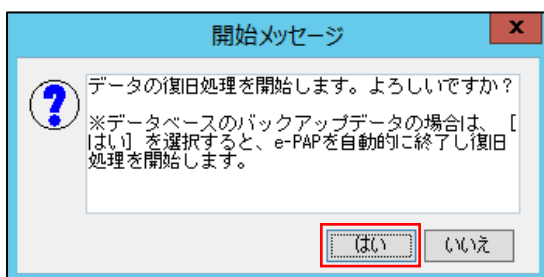 開始メッセージ
x
データの復旧処理を開始します。よろしいですか？
※データベースのバックアップデータの場合は、［
はい］を選択すると、e-PAPを自動的に終了し復旧
処理を開始します。
はい
いいえ